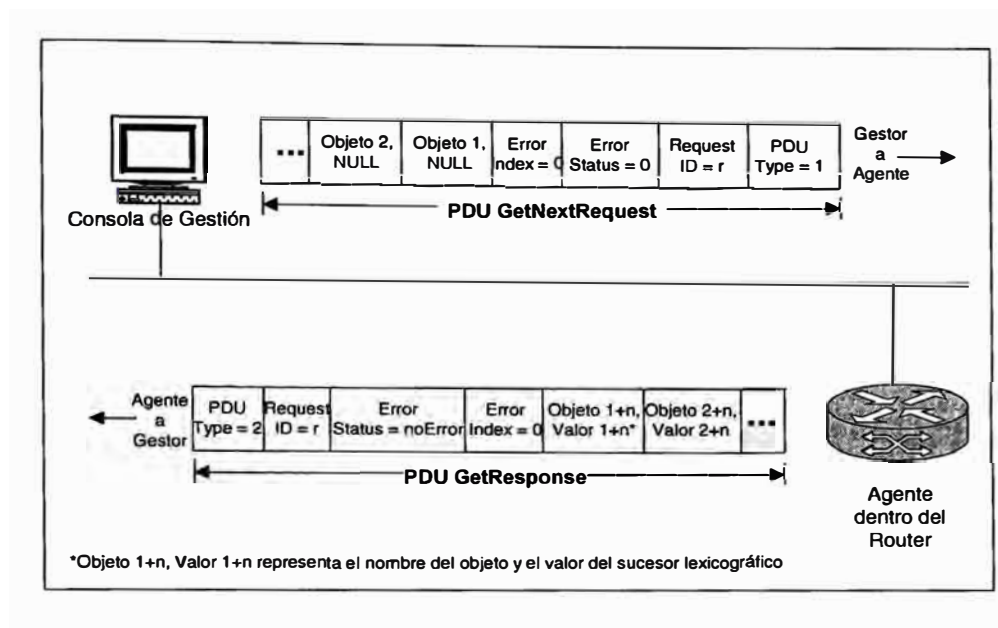 ...
Objeto 2,
NULL
Objeto 1,
NULL
Error
Index = 0
Error
Status = 0
Request
ID = r
PDU
Type = 1
Gestor
a
Agente
PDU GetNextRequest
Consola de Gestión
Agente
a
Gestor
PDU
Type = 2
Request
ID = r
Error
Status = noError
Error
Index = 0
Objeto 1+n,
Valor 1+n*
Objeto 2+n,
Valor 2+n
...
PDU GetResponse
Agente
dentro del
Router
*Objeto 1+n, Valor 1+n representa el nombre del objeto y el valor del sucesor lexicográfico